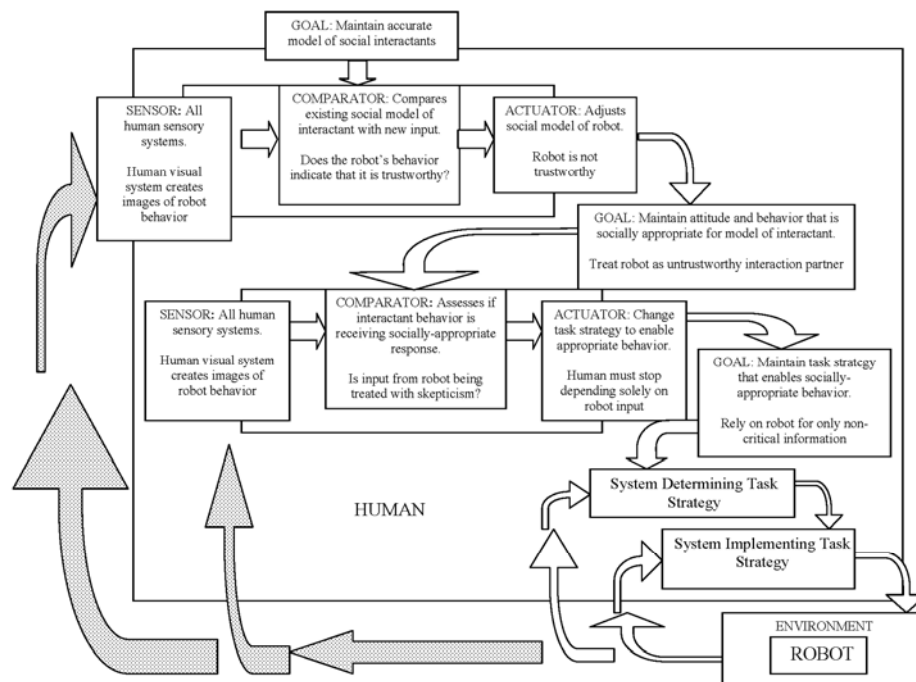 GOAL: Maintain accurate
model of social interactants
SENSOR: All
human sensory
systems.
Human visual
system creates
images of robot
behavior
COMPARATOR: Compares
existing social model of
interactant with new input.
Does the robot's behavior
indicate that it is trustworthy?
ACTUATOR: Adjusts
social model of robot.
Robot is not
trustworthy
GOAL: Maintain attitude and behavior that is
socially appropriate for model of interactant.
Treat robot as untrustworthy interaction partner
SENSOR: All human
sensory systems.
Human visual system
creates images of
robot behavior
COMPARATOR: Assesses if
interactant behavior is
receiving socially-appropriate
response.
Is input from robot being
treated with skepticism?
ACTUATOR: Change
task strategy to enable
appropriate behavior.
Human must stop
depending solely on
robot input
GOAL: Maintain task strategy
that enables socially-
appropriate behavior.
Rely on robot for only non-
critical information
System Determining Task
Strategy
HUMAN
System Implementing Task
Strategy
ENVIRONMENT
ROBOT